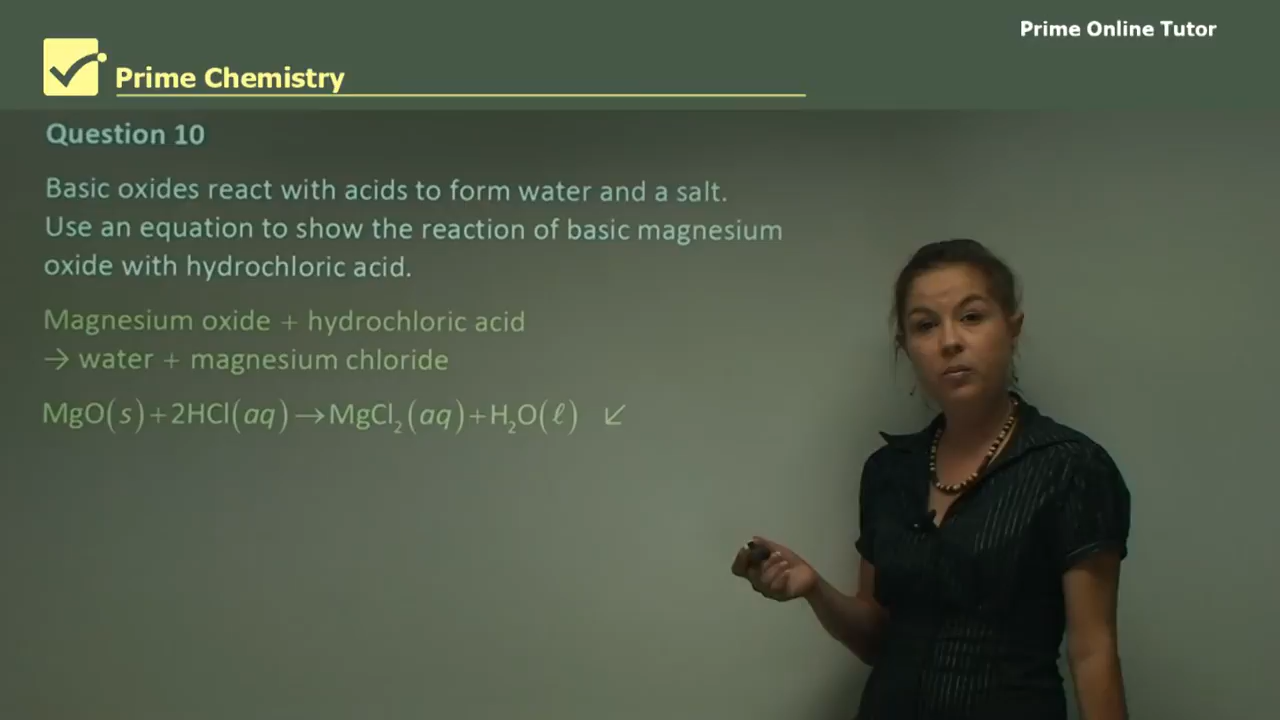 Prime Online Tutor
Prime Chemistry
Question 10
Basic oxides react with acids to form water and a salt.
Use an equation to show the reaction of basic magnesium
oxide with hydrochloric acid.
Magnesium oxide + hydrochloric acid
→ water + magnesium chloride
MgO(s)+2HCl(aq)→MgCl₂(aq)+H₂O(ℓ) ↙